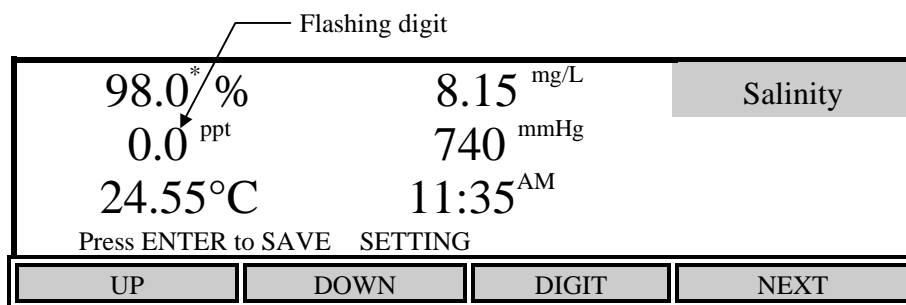 Flashing digit
98.0* % 8.15 mg/L Salinity
0.0 ppt 740 mmHg
24.55°C 11:35AM
Press ENTER to SAVE SETTING
UP DOWN DIGIT NEXT